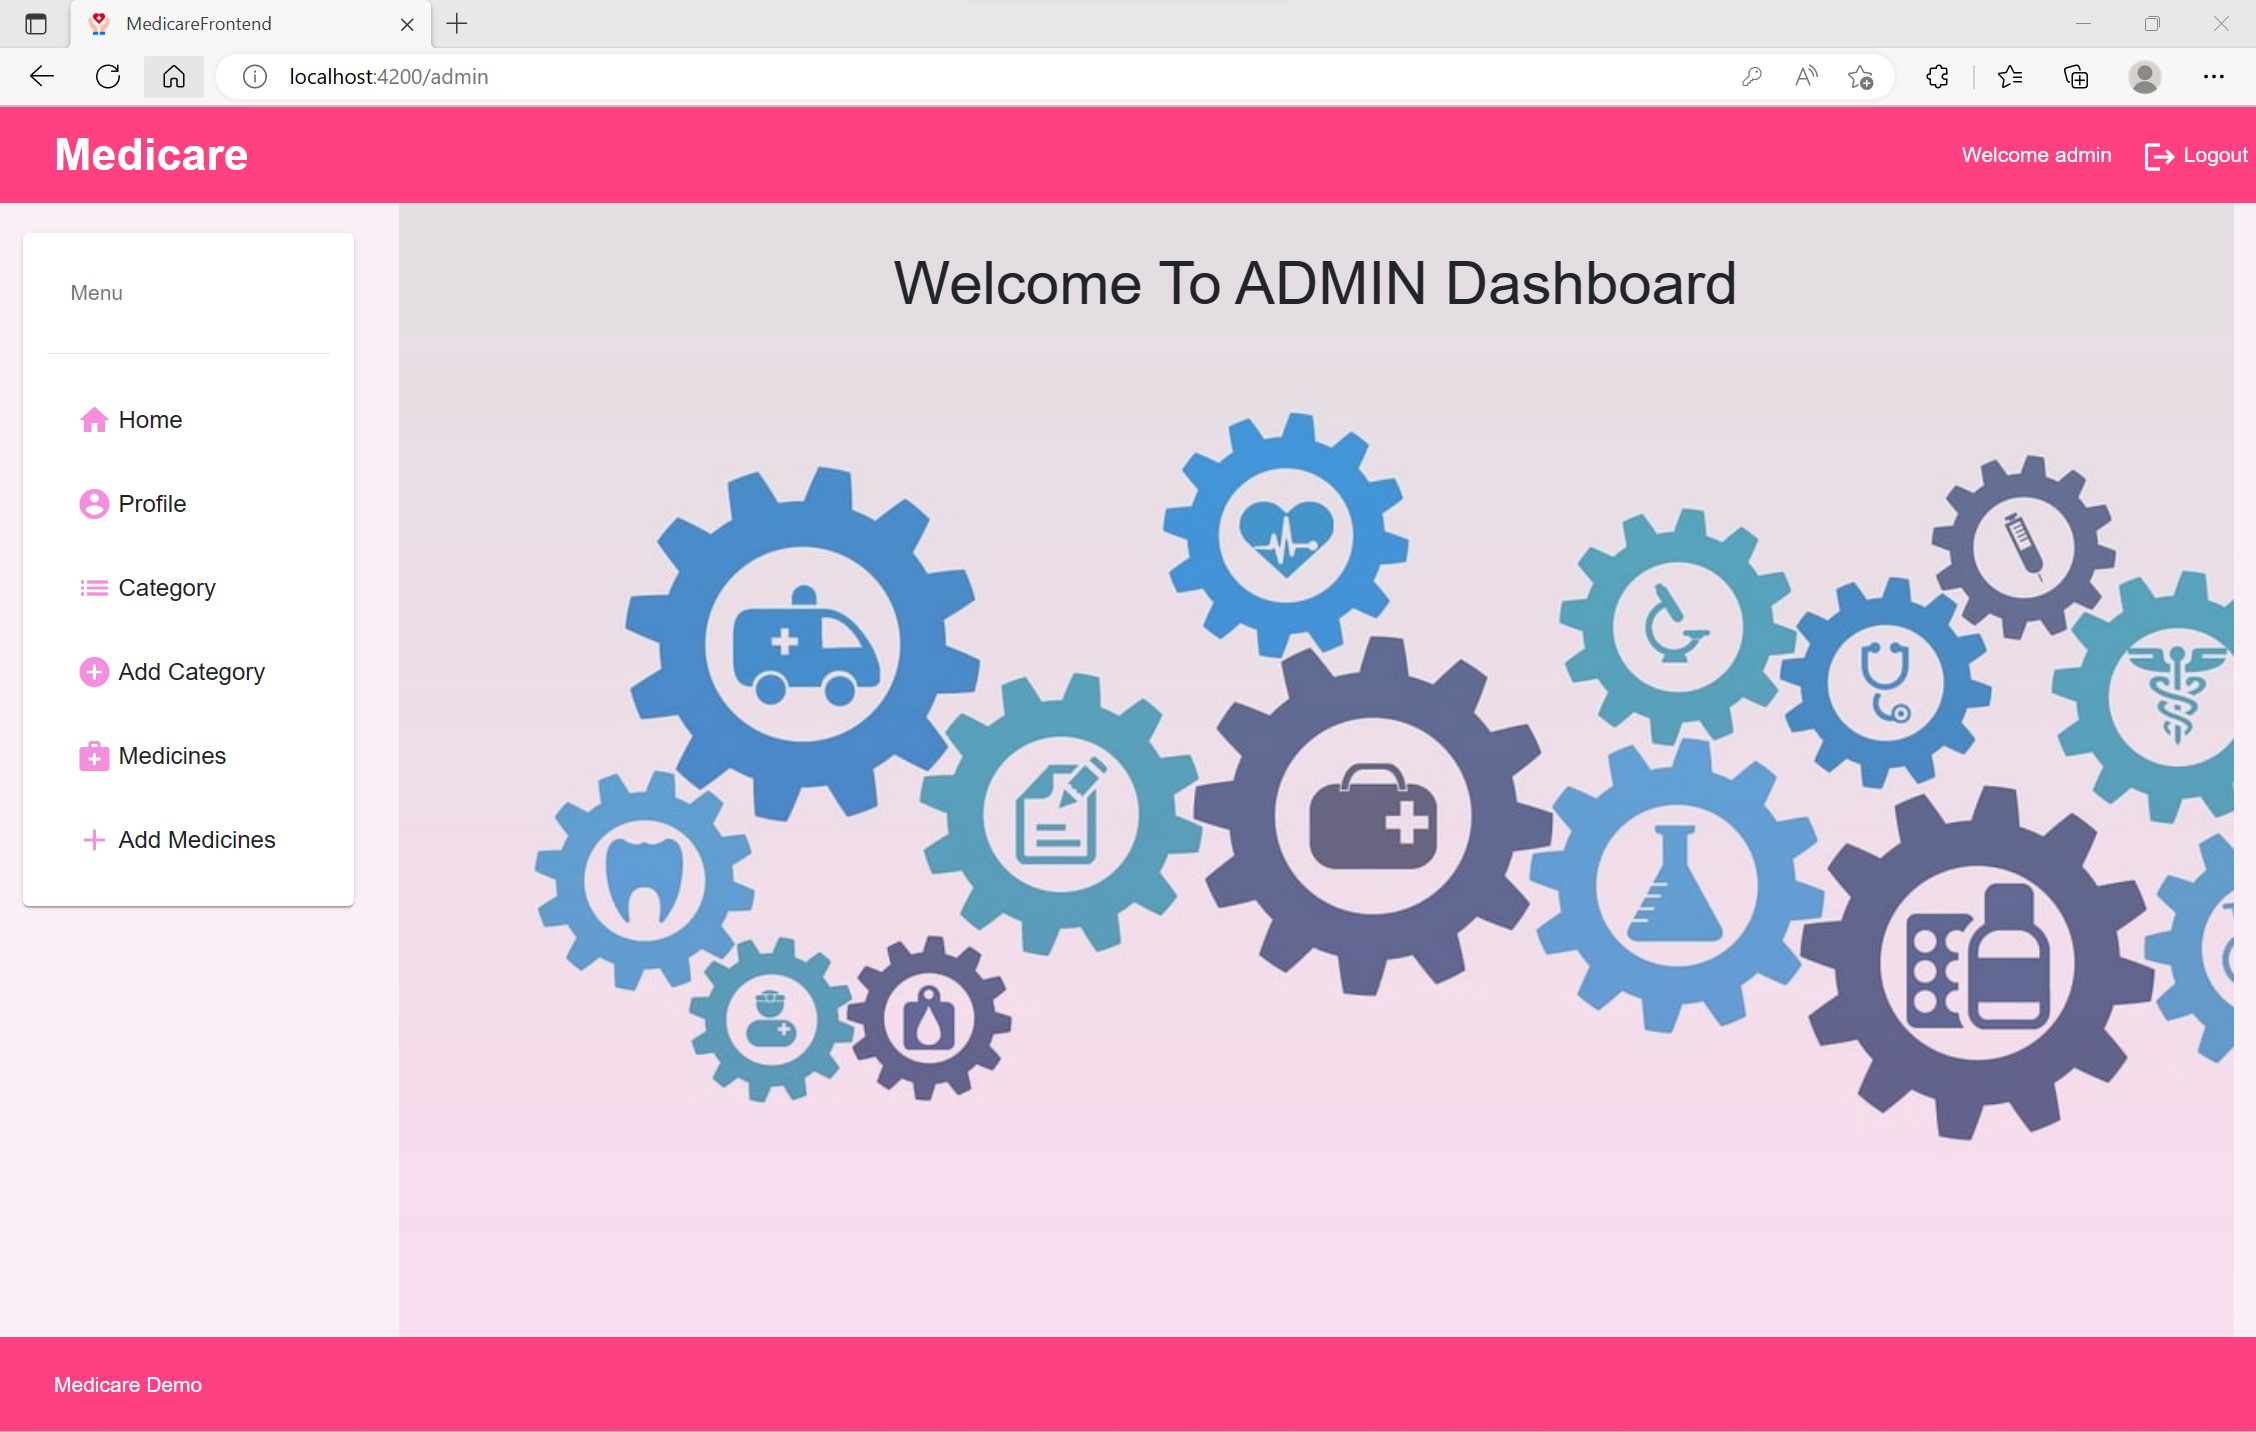 MedicareFrontend
localhost:4200/admin
Medicare
Welcome admin
Logout
Menu
Welcome To ADMIN Dashboard
Home
Profile
Category
Add Category
Medicines
Add Medicines
Medicare Demo